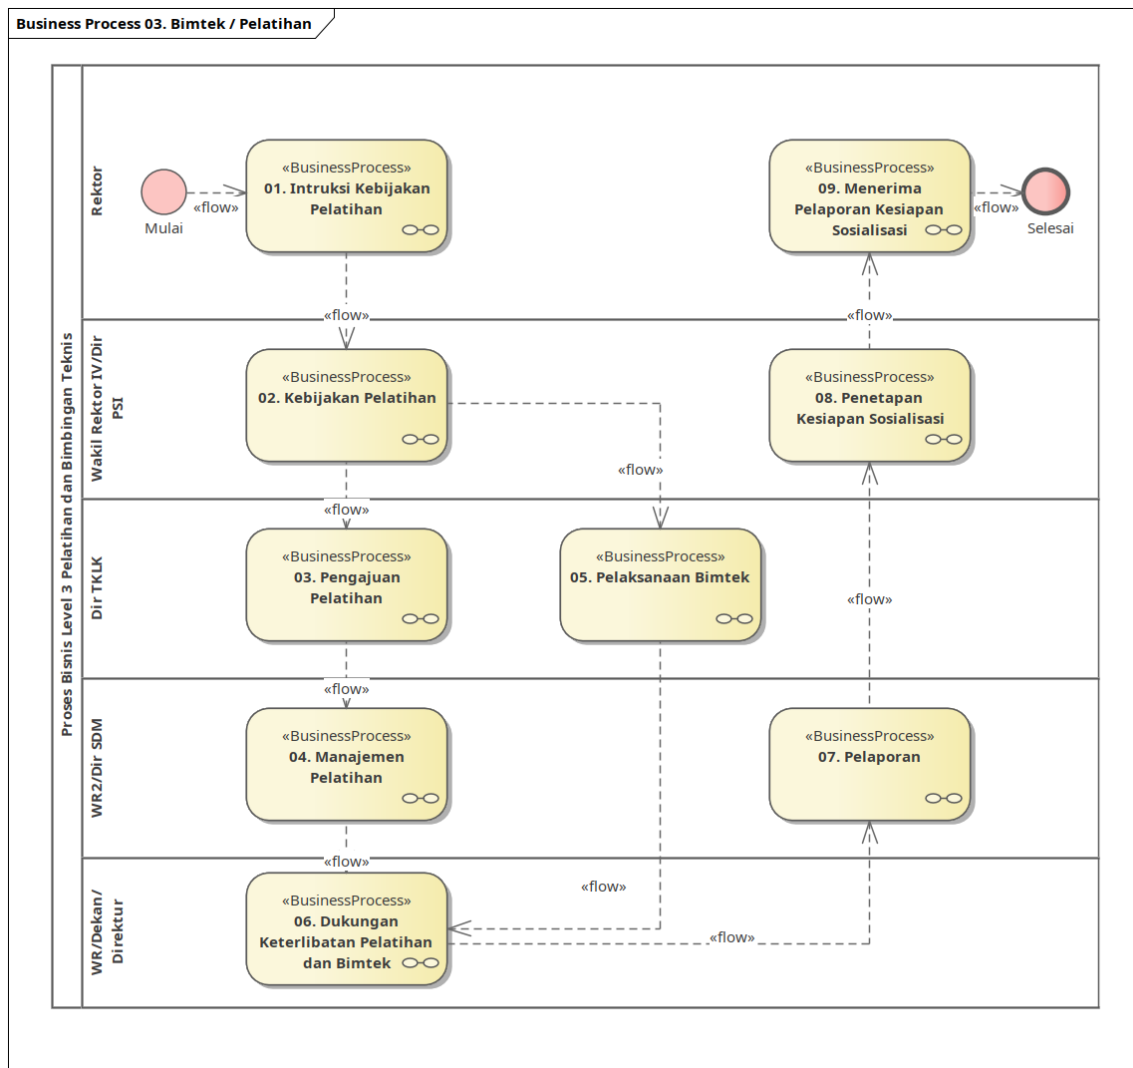 Business Process 03. Bimtek / Pelatihan
Proses Bisnis Level 3 Pelatihan dan Bimbingan Teknis
Rektor
Mulai
«flow»
«BusinessProcess»
01. Intruksi Kebijakan
Pelatihan
«BusinessProcess»
09. Menerima
Pelaporan Kesiapan
Sosialisasi
«flow»
Selesai
«flow»
«flow»
Wakil Rektor IV/Dir
PSI
«BusinessProcess»
02. Kebijakan Pelatihan
«BusinessProcess»
08. Penetapan
Kesiapan Sosialisasi
«flow»
«flow»
Dir TKLK
«BusinessProcess»
03. Pengajuan
Pelatihan
«BusinessProcess»
05. Pelaksanaan Bimtek
«flow»
«flow»
WR2/Dir SDM
«BusinessProcess»
04. Manajemen
Pelatihan
«BusinessProcess»
07. Pelaporan
«flow»
WR/Dekan/
Direktur
«BusinessProcess»
06. Dukungan
Keterlibatan Pelatihan
dan Bimtek
«flow»
«flow»